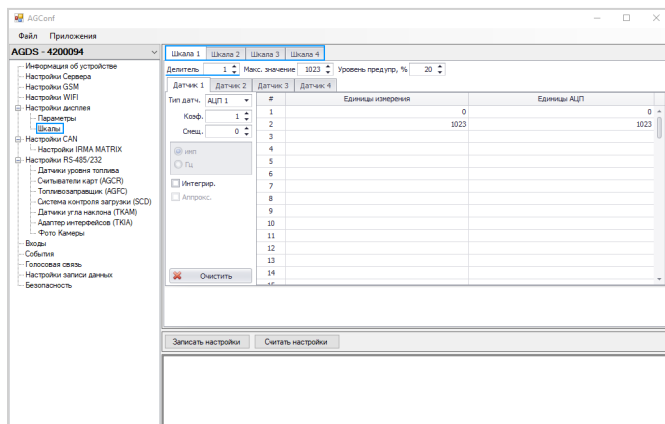 AGConf
Файл Приложения
AGDS - 4200094
Информация об устройстве
Настройки Сервера
Настройки GSM
Настройки WIFI
Настройки дисплея
Параметры
Шкалы
Настройки CAN
Настройки IRMA MATRIX
Настройки RS-485/232
Датчики уровня топлива
Считыватели карт (AGCR)
Топливозаправщик (AGFC)
Система контроля загрузки (SCD)
Датчики угла наклона (TKAM)
Адаптер интерфейсов (TKIA)
Фото Камеры
Входы
События
Голосовая связь
Настройки записи данных
Безопасность
Шкала 1 Шкала 2 Шкала 3 Шкала 4
Делитель 1 Макс. значение 1023 Уровень предупр, % 20
Датчик 1 Датчик 2 Датчик 3 Датчик 4
Тип датч. АЦП 1
Коэф. 1
Смещ. 0
имп
Гц
Интегрир.
Аппрокс.
Очистить
# Единицы измерения Единицы АЦП
1 0 0
2 1023 1023
3
4
5
6
7
8
9
10
11
12
13
14
15
Записать настройки Считать настройки